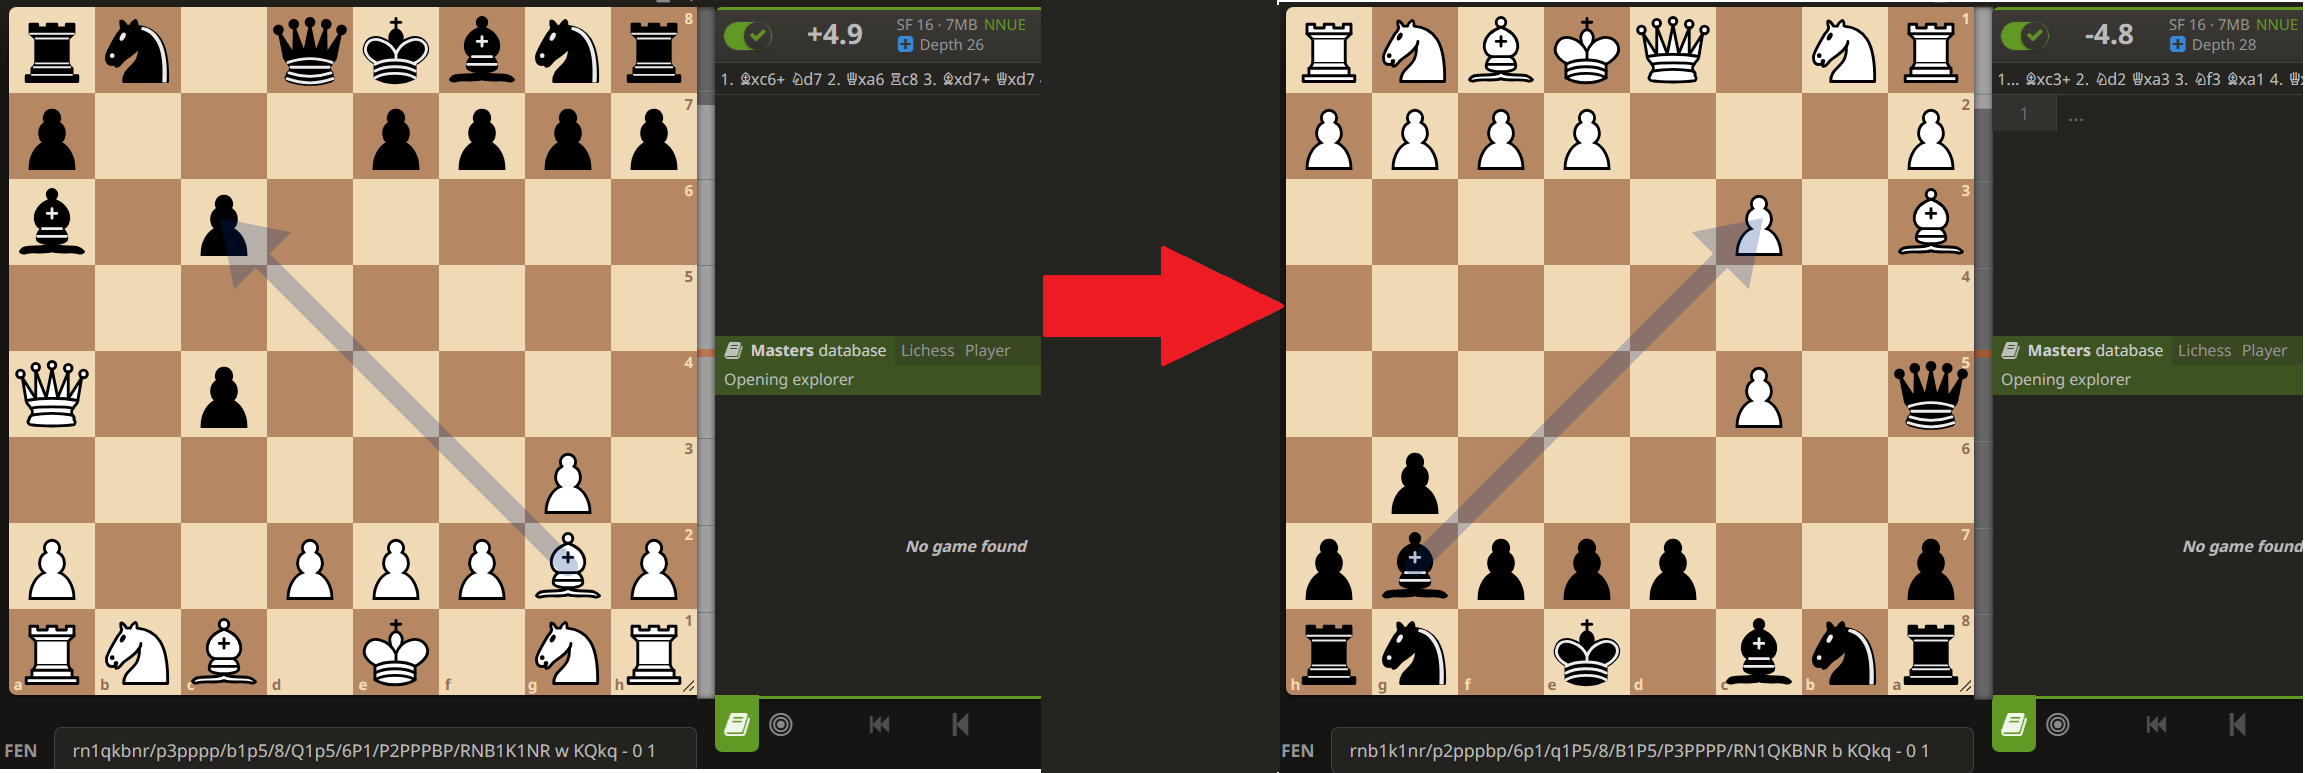 8
7
6
5
4
3
2
1
a b c d e f g h
+4.9
SF 16 · 7MB NNUE
Depth 26
1. ♗xc6+ ♘d7 2. ♕xa6 ♖c8 3. ♗xd7+ ♕xd7
Masters database Lichess Player
Opening explorer
No game found
FEN rn1qkbnr/p3pppp/b1p5/8/Q1p5/6P1/P2PPPBP/RNB1K1NR w KQkq - 0 1
1
2
3
4
5
6
7
8
h g f e d c b a
-4.8
SF 16 · 7MB NNUE
Depth 28
1... ♗xc3+ 2. ♘d2 ♕xa3 3. ♘f3 ♗xa1 4.
1 ...
Masters database Lichess Player
Opening explorer
No game found
FEN rnb1k1nr/p2pppbp/6p1/q1P5/8/B1P5/P3PPPP/RN1QKBNR b KQkq - 0 1